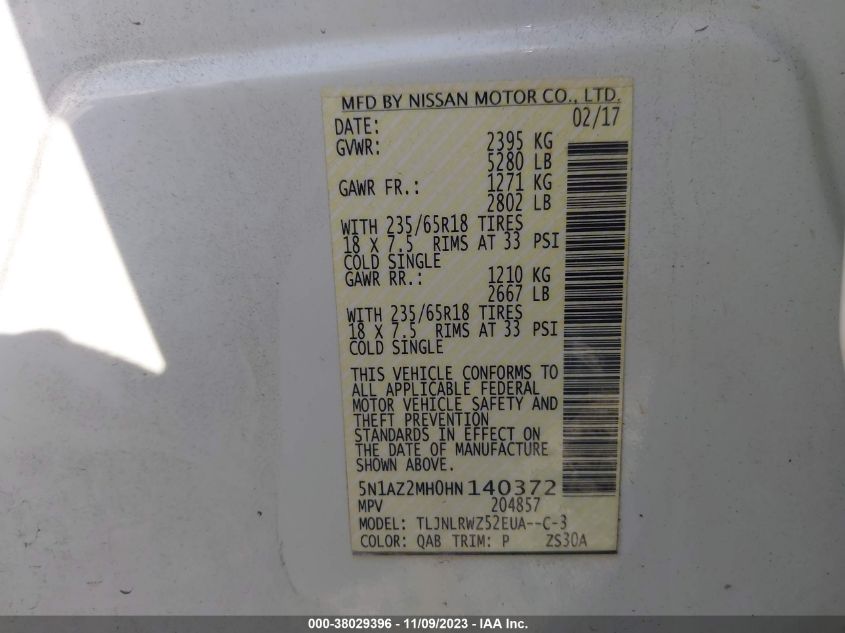 MFD BY NISSAN MOTOR CO., LTD.
DATE: 02/17
GVWR: 2395 KG
5280 LB
GAWR FR.: 1271 KG
2802 LB
WITH 235/65R18 TIRES
18 X 7.5 RIMS AT 33 PSI
COLD SINGLE
GAWR RR.: 1210 KG
2667 LB
WITH 235/65R18 TIRES
18 X 7.5 RIMS AT 33 PSI
COLD SINGLE
THIS VEHICLE CONFORMS TO
ALL APPLICABLE FEDERAL
MOTOR VEHICLE SAFETY AND
THEFT PREVENTION
STANDARDS IN EFFECT ON
THE DATE OF MANUFACTURE
SHOWN ABOVE.
5N1AZ2MH0HN140372
MPV 204857
MODEL: TLJNLRWZ52EUA--C-3
COLOR: QAB TRIM: P ZS30A
000-38029396 - 11/09/2023 - IAA Inc.